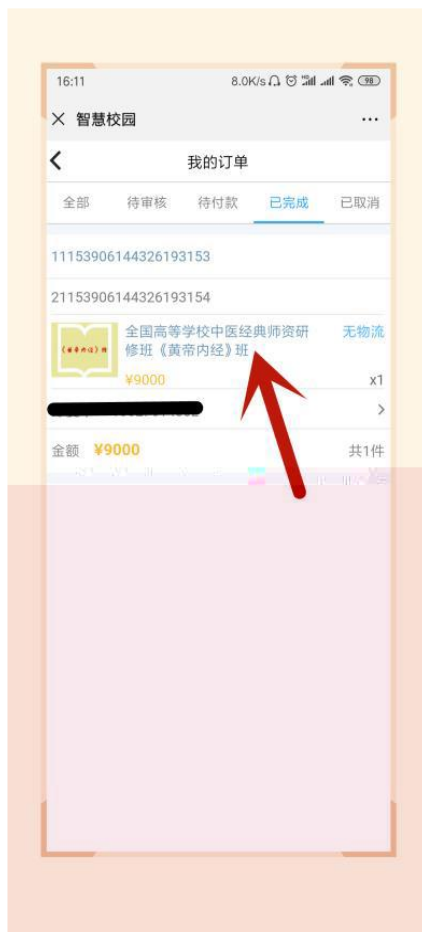 16:11
8.0K/s
98
智慧校园
我的订单
全部 待审核 待付款 已完成 已取消
11153906144326193153
21153906144326193154
全国高等学校中医经典师资研 无物流
修班《黄帝内经》班
¥9000 x1
金额 ¥9000 共1件